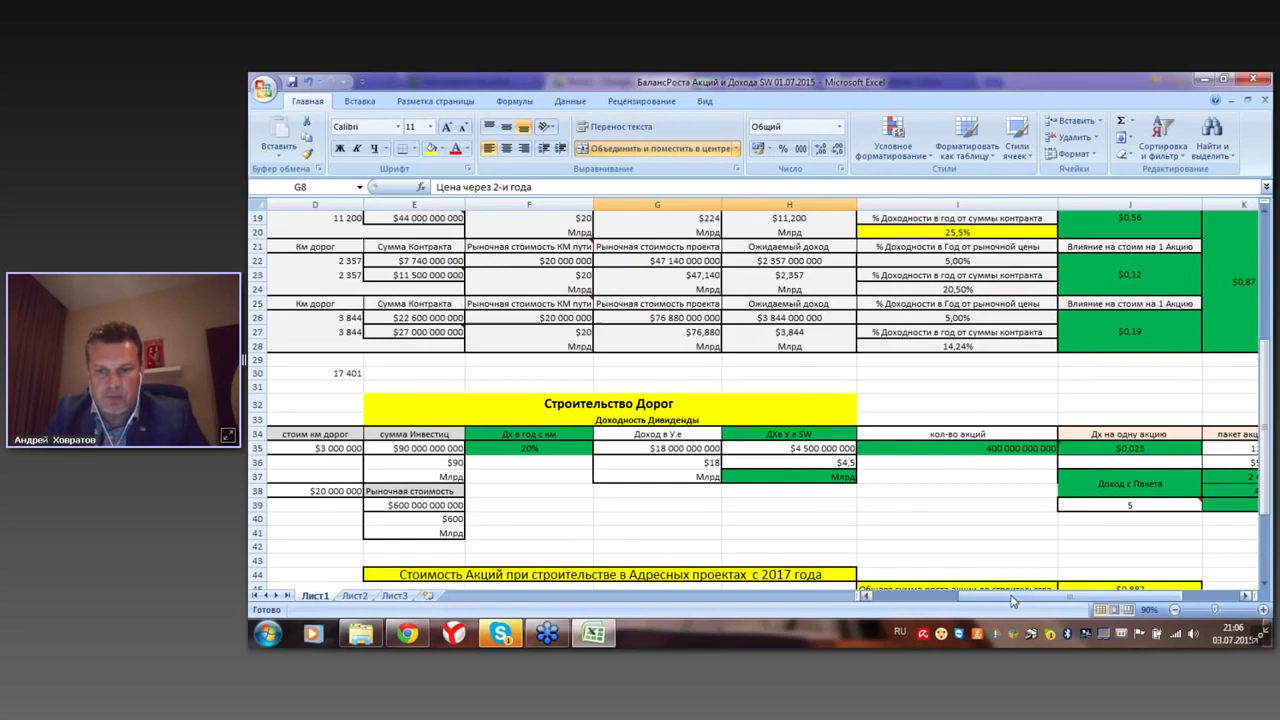 БалансРоста Акций и Дохода SW 01.07.2015 - Microsoft Excel
Главная Вставка Разметка страницы Формулы Данные Рецензирование Вид
Вставить
Calibri 11
Ж К Ч
Перенос текста
Объединить и поместить в центре
Общий
% 000
Условное форматирование
Форматировать как таблицу
Стили ячеек
Вставить
Удалить
Формат
Сортировка и фильтр
Найти и выделить
Буфер обмена Шрифт Выравнивание Число Стили Ячейки Редактирование
G8 fx Цена через 2-и года
D E F G H I J K
19 11 200 $44 000 000 000 $20 $224 $11,200 % Доходности в год от суммы контракта $0,56
20 Млрд Млрд Млрд 25,5%
21 Км дорог Сумма Контракта Рыночная стоимость КМ пути Рыночная стоимость проекта Ожидаемый доход % Доходности в Год от рыночной цены Влияние на стоим на 1 Акцию
22 2 357 $7 740 000 000 $20 000 000 $47 140 000 000 $2 357 000 000 5,00%
23 2 357 $11 500 000 000 $20 $47,140 $2,357 % Доходности в год от суммы контракта $0,12
24 Млрд Млрд Млрд 20,50% $0,87
25 Км дорог Сумма Контракта Рыночная стоимость КМ пути Рыночная стоимость проекта Ожидаемый доход % Доходности в Год от рыночной цены Влияние на стоим на 1 Акцию
26 3 844 $22 600 000 000 $20 000 000 $76 880 000 000 $3 844 000 000 5,00%
27 3 844 $27 000 000 000 $20 $76,880 $3,844 % Доходности в год от суммы контракта $0,19
28 Млрд Млрд Млрд 14,24%
29
30 17 401
31
32 Строительство Дорог
33 Доходность Дивиденды
34 стоим км дорог сумма Инвестиц Дх в год с км Доход в У.е ДХв У.е SW кол-во акций Дх на одну акцию пакет акц
35 $3 000 000 $90 000 000 000 20% $18 000 000 000 $4 500 000 000 400 000 000 000 $0,023
36 $90 $18 $4,5
37 Млрд Млрд Млрд
38 $20 000 000 Рыночная стоимость Доход с Пакета
39 $600 000 000 000 5
40 $600
41 Млрд
42
43
44 Стоимость Акций при строительстве в Адресных проектах с 2017 года
45 Общая сумма роста акции до строительства $0,887
Лист1 Лист2 Лист3
Готово 90%
Андрей Ховратов
RU 21:06
03.07.2015